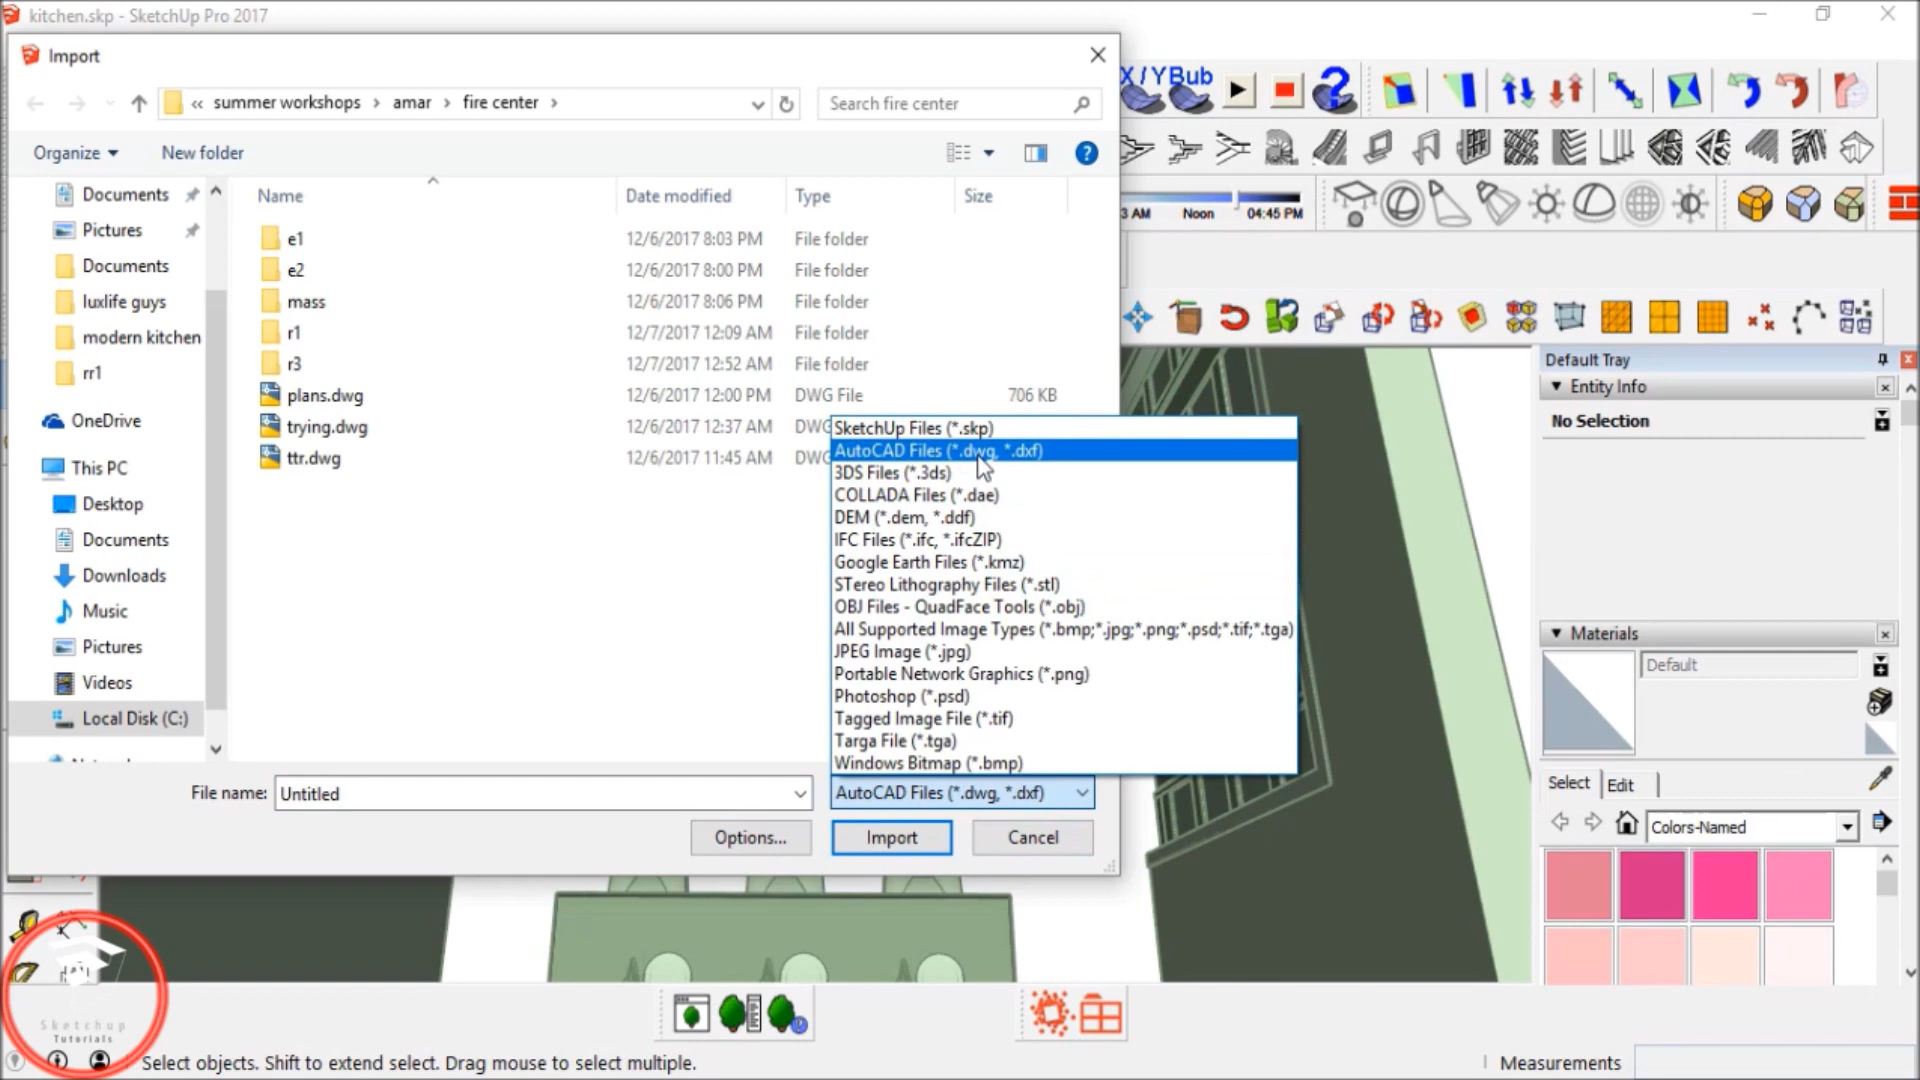 kitchen.skp - SketchUp Pro 2017
Import
« summer workshops › amar › fire center ›
Search fire center
X/YBub
Organize
New folder
Name
Date modified
Type
Size
Documents
Pictures
Documents
luxlife guys
modern kitchen
rr1
OneDrive
This PC
Desktop
Documents
Downloads
Music
Pictures
Videos
Local Disk (C:)
e1 12/6/2017 8:03 PM File folder
e2 12/6/2017 8:00 PM File folder
mass 12/6/2017 8:06 PM File folder
r1 12/7/2017 12:09 AM File folder
r3 12/7/2017 12:52 AM File folder
plans.dwg 12/6/2017 12:00 PM DWG File 706 KB
trying.dwg 12/6/2017 12:37 AM DWG
ttr.dwg 12/6/2017 11:45 AM DWG
SketchUp Files (*.skp)
AutoCAD Files (*.dwg, *.dxf)
3DS Files (*.3ds)
COLLADA Files (*.dae)
DEM (*.dem, *.ddf)
IFC Files (*.ifc, *.ifcZIP)
Google Earth Files (*.kmz)
STereo Lithography Files (*.stl)
OBJ Files - QuadFace Tools (*.obj)
All Supported Image Types (*.bmp;*.jpg;*.png;*.psd;*.tif;*.tga)
JPEG Image (*.jpg)
Portable Network Graphics (*.png)
Photoshop (*.psd)
Tagged Image File (*.tif)
Targa File (*.tga)
Windows Bitmap (*.bmp)
File name: Untitled
AutoCAD Files (*.dwg, *.dxf)
Options...
Import
Cancel
3 AM Noon 04:45 PM
Default Tray
Entity Info
No Selection
Materials
Default
Select
Edit
Colors-Named
Sketchup
Tutorials
Select objects. Shift to extend select. Drag mouse to select multiple.
Measurements